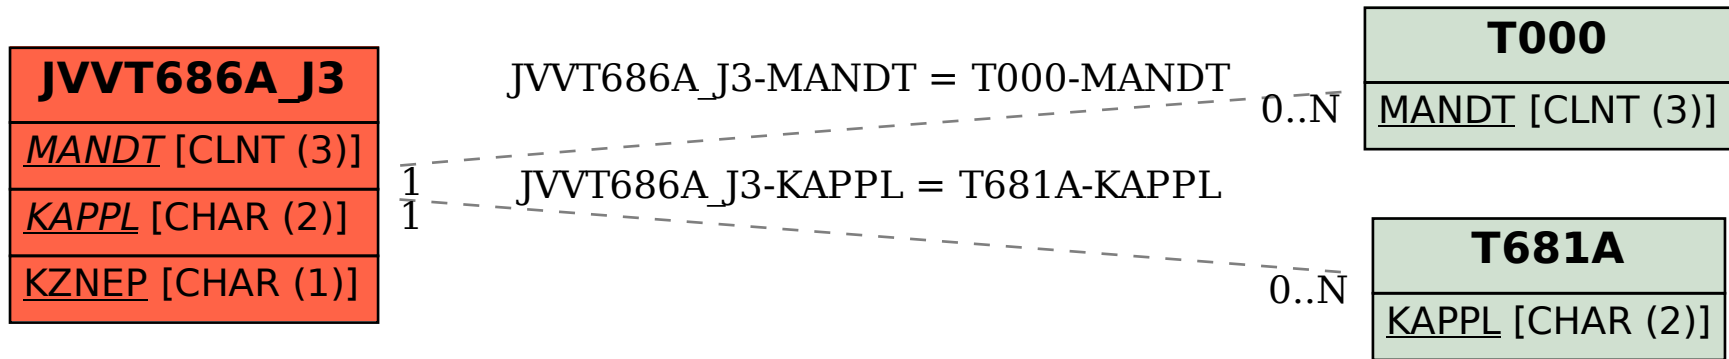 JVVT686A_J3
MANDT [CLNT (3)]
KAPPL [CHAR (2)]
KZNEP [CHAR (1)]
JVVT686A_J3-MANDT = T000-MANDT
0..N
1
JVVT686A_J3-KAPPL = T681A-KAPPL
1
0..N
T000
MANDT [CLNT (3)]
T681A
KAPPL [CHAR (2)]